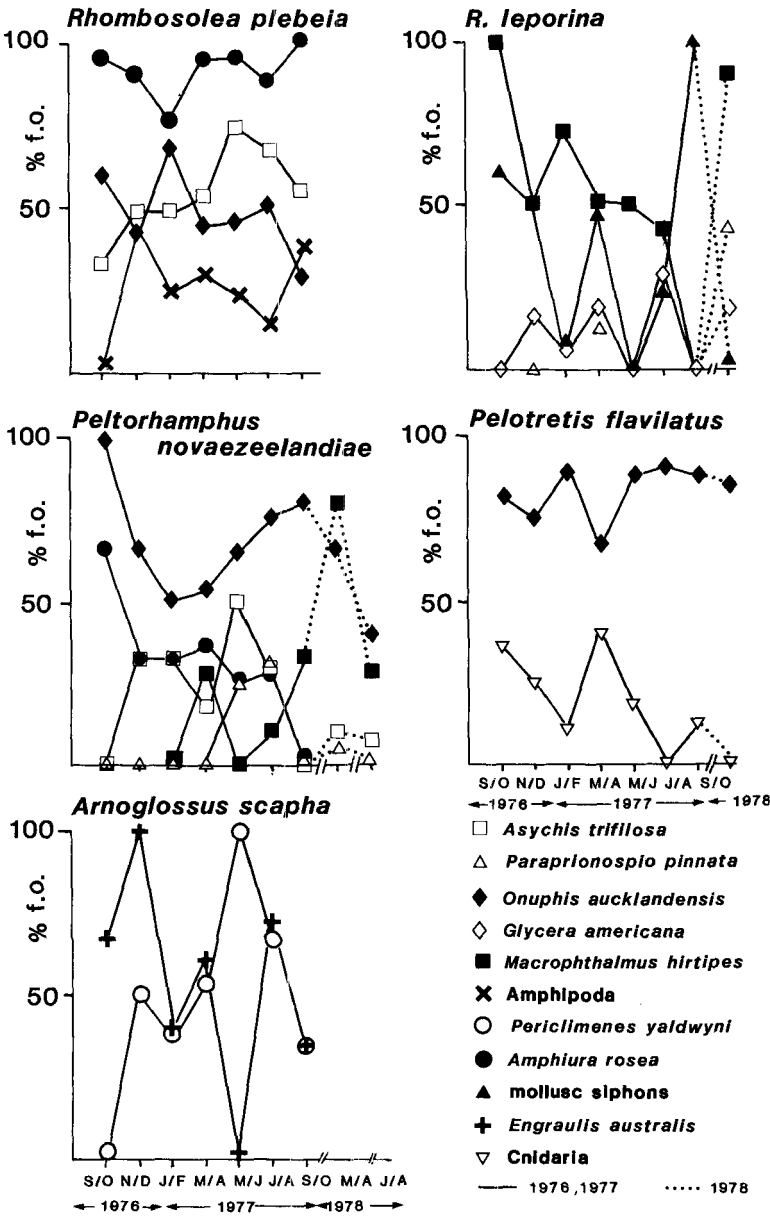 Rhombosolea plebeia
100
50
% f.o.
R. leporina
100
50
% f.o.
Peltorhamphus
novaezeelandiae
100
50
% f.o.
Pelotretis flavilatus
100
50
% f.o.
S/O N/D J/F M/A M/J J/A S/O
1976 1977 1978
Arnoglossus scapha
100
50
% f.o.
S/O N/D J/F M/A M/J J/A S/O M/A J/A
1976 1977 1978
Asychis trifilosa
Paraprionospio pinnata
Onuphis aucklandensis
Glycera americana
Macrophthalmus hirtipes
Amphipoda
Periclimenes yaldwyni
Amphiura rosea
mollusc siphons
Engraulis australis
Cnidaria
1976,1977 1978